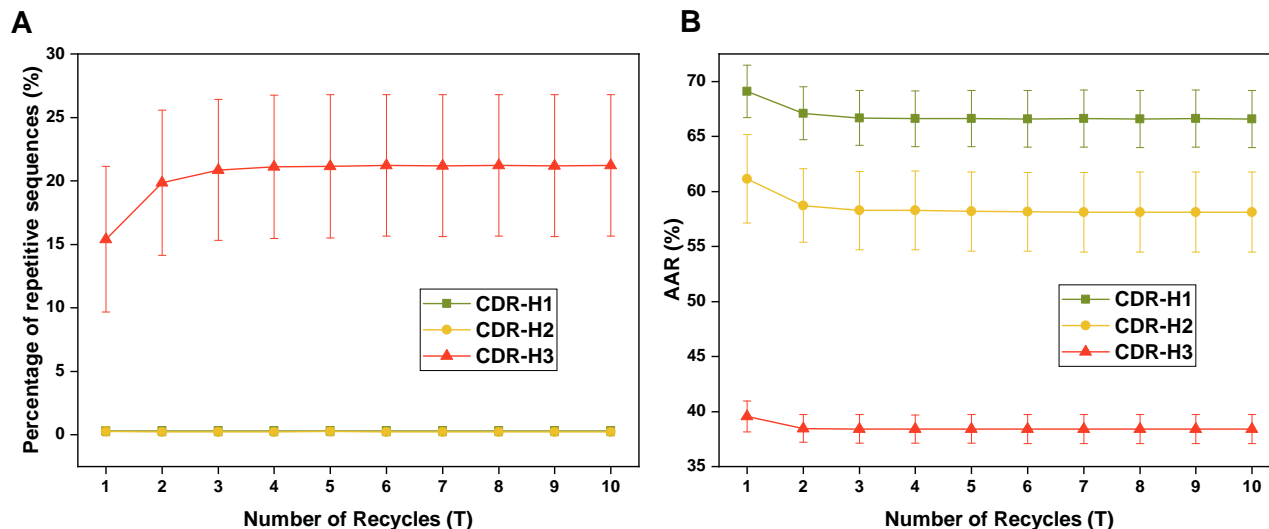 A
Percentage of repetitive sequences (%)
30
25
20
15
10
5
0
CDR-H1
CDR-H2
CDR-H3
1 2 3 4 5 6 7 8 9 10
Number of Recycles (T)
B
AAR (%)
70
65
60
55
50
45
40
35
CDR-H1
CDR-H2
CDR-H3
1 2 3 4 5 6 7 8 9 10
Number of Recycles (T)